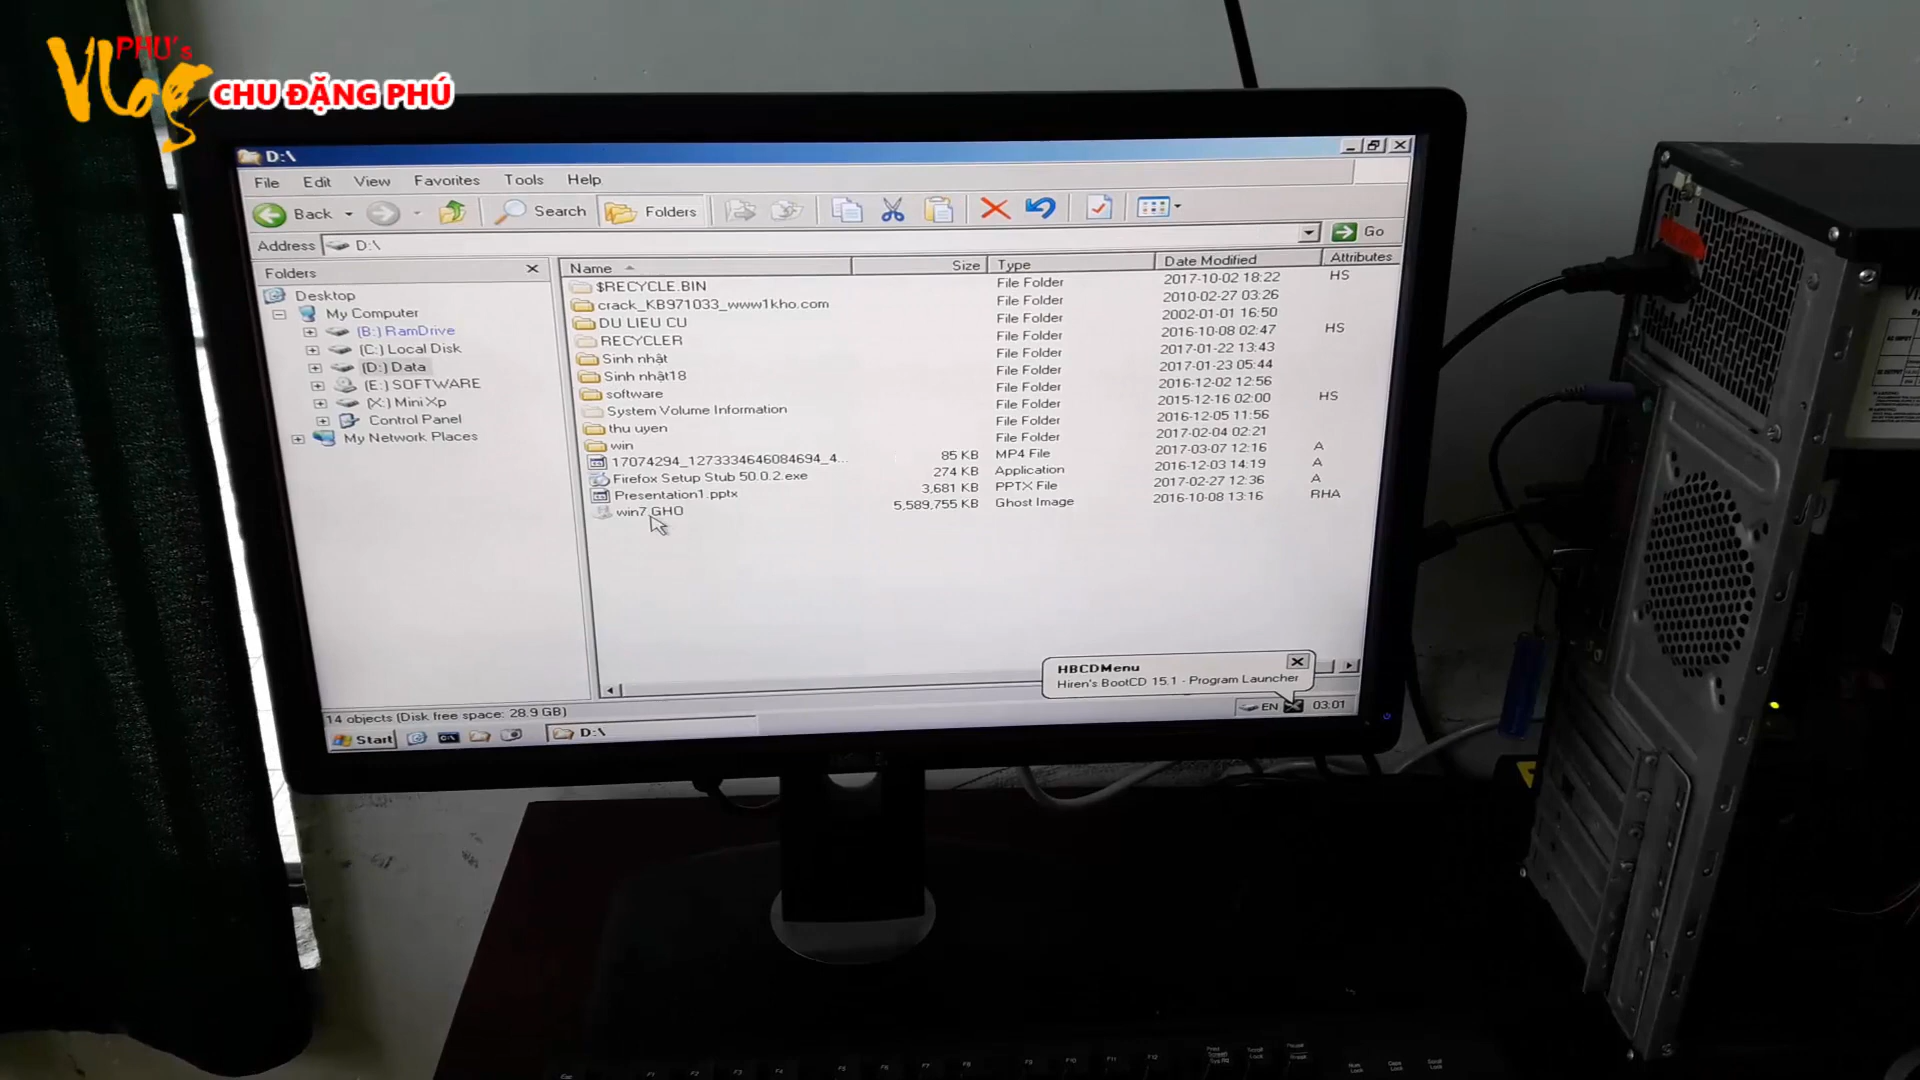 PHU's
Vlog
CHU ĐẶNG PHÚ
D:\
File Edit View Favorites Tools Help
Back Search Folders
Address D:\ Go
Folders
Name Size Type Date Modified Attributes
Desktop
My Computer
(B:) RamDrive
(C:) Local Disk
(D:) Data
(E:) SOFTWARE
(X:) MiniXp
Control Panel
My Network Places
$RECYCLE.BIN File Folder 2017-10-02 18:22 HS
crack_KB971033_www1kho.com File Folder 2010-02-27 03:26
DU LIEU CU File Folder 2002-01-01 16:50
RECYCLER File Folder 2016-10-08 02:47 HS
Sinh nhật File Folder 2017-01-22 13:43
Sinh nhật18 File Folder 2017-01-23 05:44
software File Folder 2016-12-02 12:56
System Volume Information File Folder 2015-12-16 02:00 HS
thu uyen File Folder 2016-12-05 11:56
win File Folder 2017-02-04 02:21
17074294_1273334646084694_4... 85 KB MP4 File 2017-03-07 12:16 A
Firefox Setup Stub 50.0.2.exe 274 KB Application 2016-12-03 14:19 A
Presentation1.pptx 3,681 KB PPTX File 2017-02-27 12:36 A
win7.GHO 5,589,755 KB Ghost Image 2016-10-08 13:16 RHA
HBCDMenu
Hiren's BootCD 15.1 - Program Launcher
14 objects (Disk free space: 28.9 GB)
Start D:\ EN 03:01